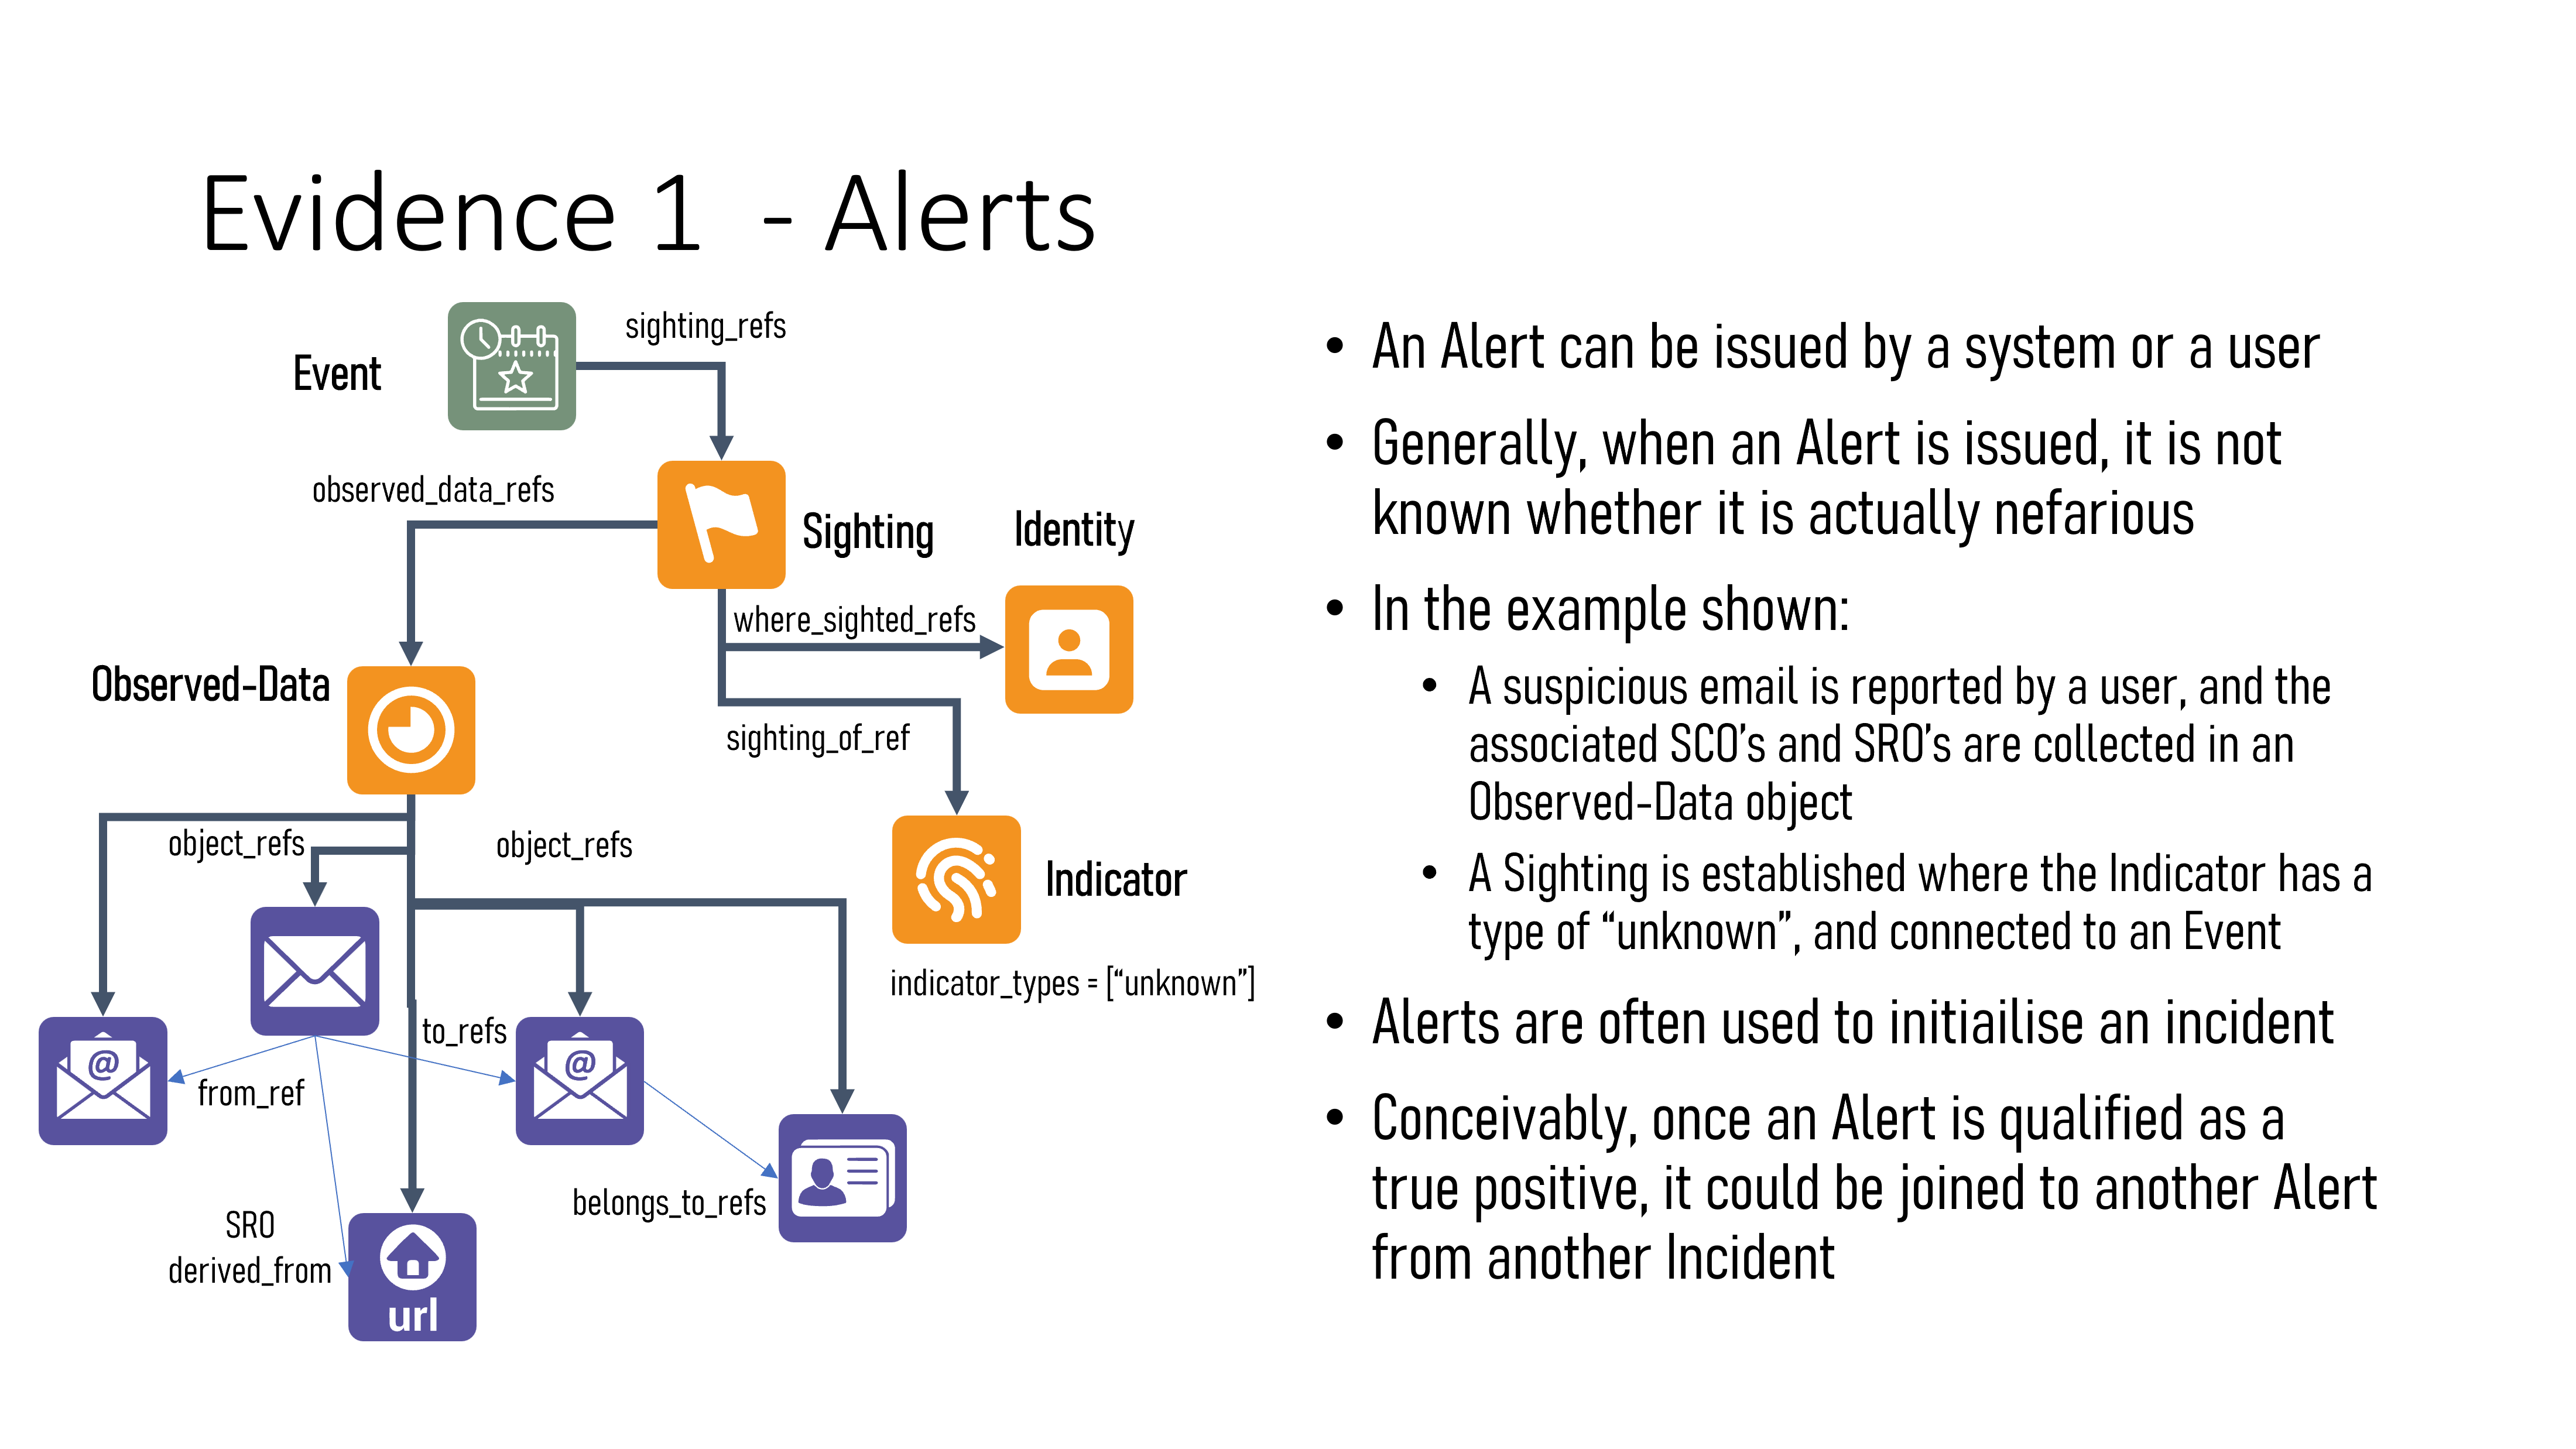 Evidence 1  - Alerts
sighting_refs
Event
observed_data_refs
Sighting
Identity
where_sighted_refs
Observed-Data
sighting_of_ref
object_refs
object_refs
Indicator
indicator_types = [“unknown”]
to_refs
@
@
from_ref
belongs_to_refs
SRO
derived_from
url
• An Alert can be issued by a system or a user
• Generally, when an Alert is issued, it is not
known whether it is actually nefarious
• In the example shown:
• A suspicious email is reported by a user, and the
associated SCO’s and SRO’s are collected in an
Observed-Data object
• A Sighting is established where the Indicator has a
type of “unknown”, and connected to an Event
• Alerts are often used to initiailise an incident
• Conceivably, once an Alert is qualified as a
true positive, it could be joined to another Alert
from another Incident